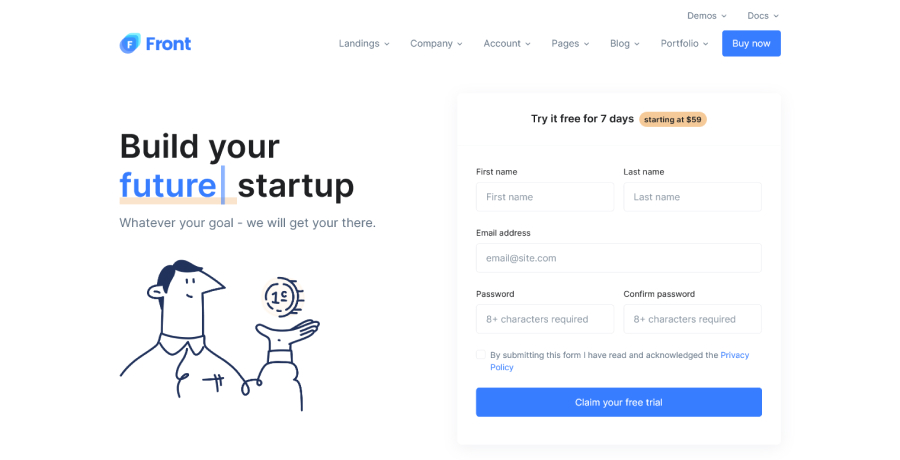 Demos Docs
Front
Landings Company Account Pages Blog Portfolio Buy now
Build your
future startup
Whatever your goal - we will get your there.
1c
Try it free for 7 days starting at $59
First name Last name
First name Last name
Email address
email@site.com
Password Confirm password
8+ characters required 8+ characters required
By submitting this form I have read and acknowledged the Privacy
Policy
Claim your free trial